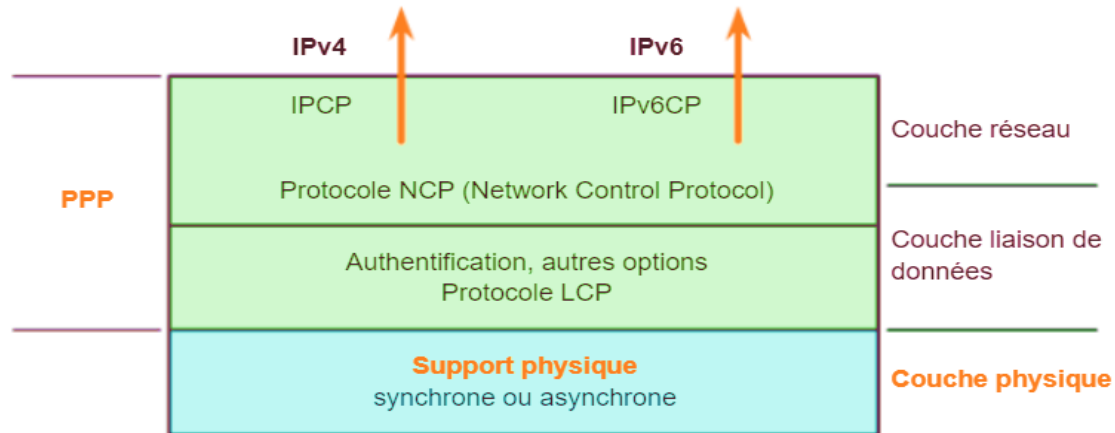 IPv4
IPv6
IPCP
IPv6CP
Couche réseau
PPP
Protocole NCP (Network Control Protocol)
Couche liaison de
données
Authentification, autres options
Protocole LCP
Support physique
synchrone ou asynchrone
Couche physique